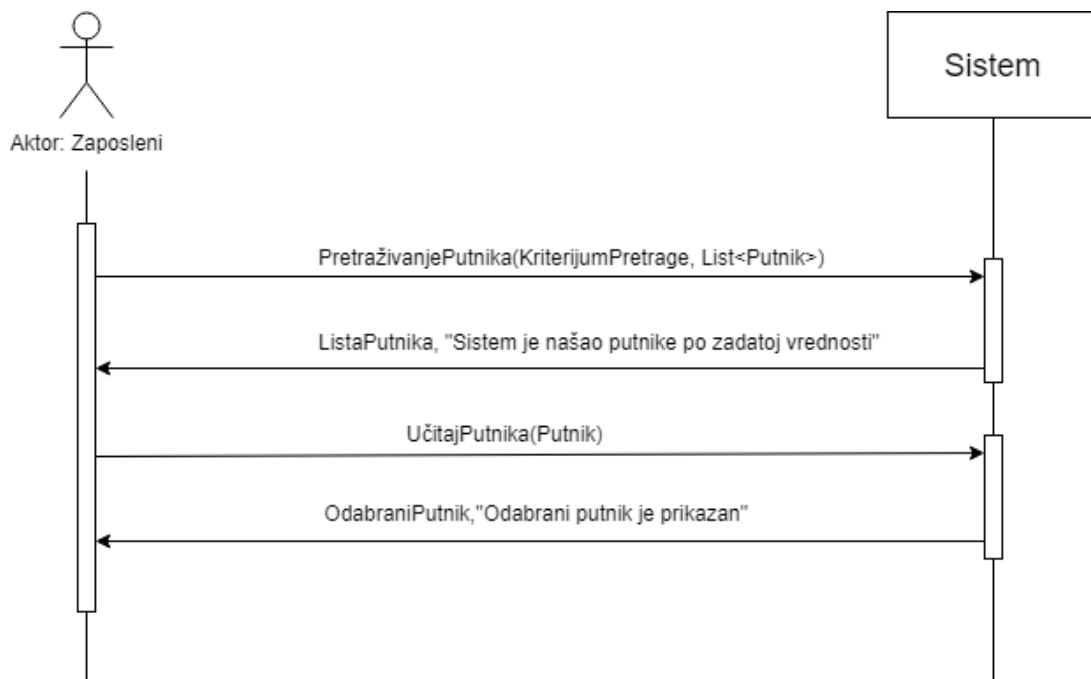 Sistem
Aktor: Zaposleni
PretraživanjePutnika(KriterijumPretrage, List<Putnik>)
ListaPutnika, "Sistem je našao putnike po zadatoj vrednosti"
UčitajPutnika(Putnik)
OdabraniPutnik,"Odabrani putnik je prikazan"